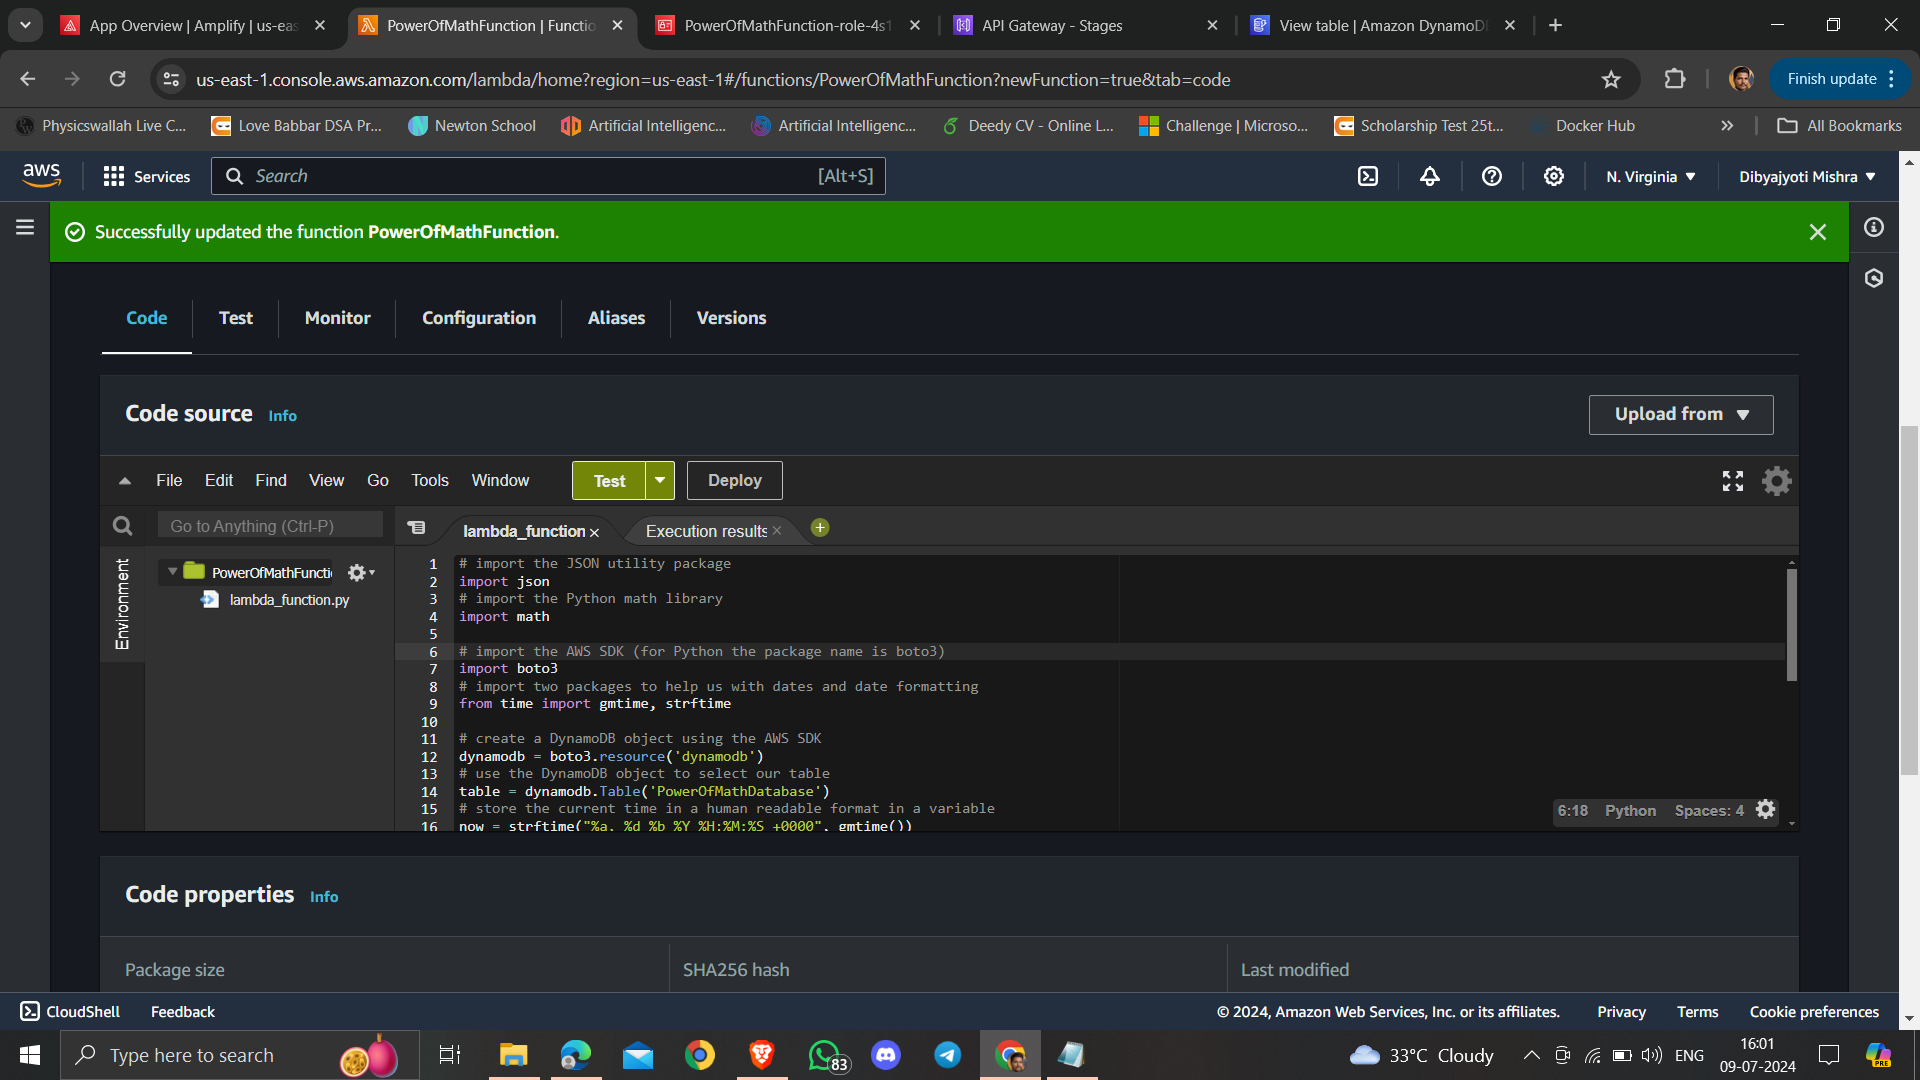 App Overview | Amplify | us-eas
PowerOfMathFunction | Functio
PowerOfMathFunction-role-4s1
API Gateway - Stages
View table | Amazon DynamoD
us-east-1.console.aws.amazon.com/lambda/home?region=us-east-1#/functions/PowerOfMathFunction?newFunction=true&tab=code
Finish update
Physicswallah Live C...
Love Babbar DSA Pr...
Newton School
Artificial Intelligenc...
Artificial Intelligenc...
Deedy CV - Online L...
Challenge | Microso...
Scholarship Test 25t...
Docker Hub
All Bookmarks
aws
Services
Search
[Alt+S]
N. Virginia
Dibyajyoti Mishra
Successfully updated the function PowerOfMathFunction.
Code
Test
Monitor
Configuration
Aliases
Versions
Code source Info
Upload from
File
Edit
Find
View
Go
Tools
Window
Test
Deploy
Go to Anything (Ctrl-P)
lambda_function
Execution results
Environment
PowerOfMathFuncti
lambda_function.py
1 # import the JSON utility package
2 import json
3 # import the Python math library
4 import math
5
6 # import the AWS SDK (for Python the package name is boto3)
7 import boto3
8 # import two packages to help us with dates and date formatting
9 from time import gmtime, strftime
10
11 # create a DynamoDB object using the AWS SDK
12 dynamodb = boto3.resource('dynamodb')
13 # use the DynamoDB object to select our table
14 table = dynamodb.Table('PowerOfMathDatabase')
15 # store the current time in a human readable format in a variable
16 now = strftime("%a, %d %b %Y %H:%M:%S +0000", gmtime())
6:18 Python Spaces: 4
Code properties Info
Package size
SHA256 hash
Last modified
CloudShell
Feedback
© 2024, Amazon Web Services, Inc. or its affiliates.
Privacy
Terms
Cookie preferences
Type here to search
83
33°C Cloudy
ENG
16:01
09-07-2024
PRE